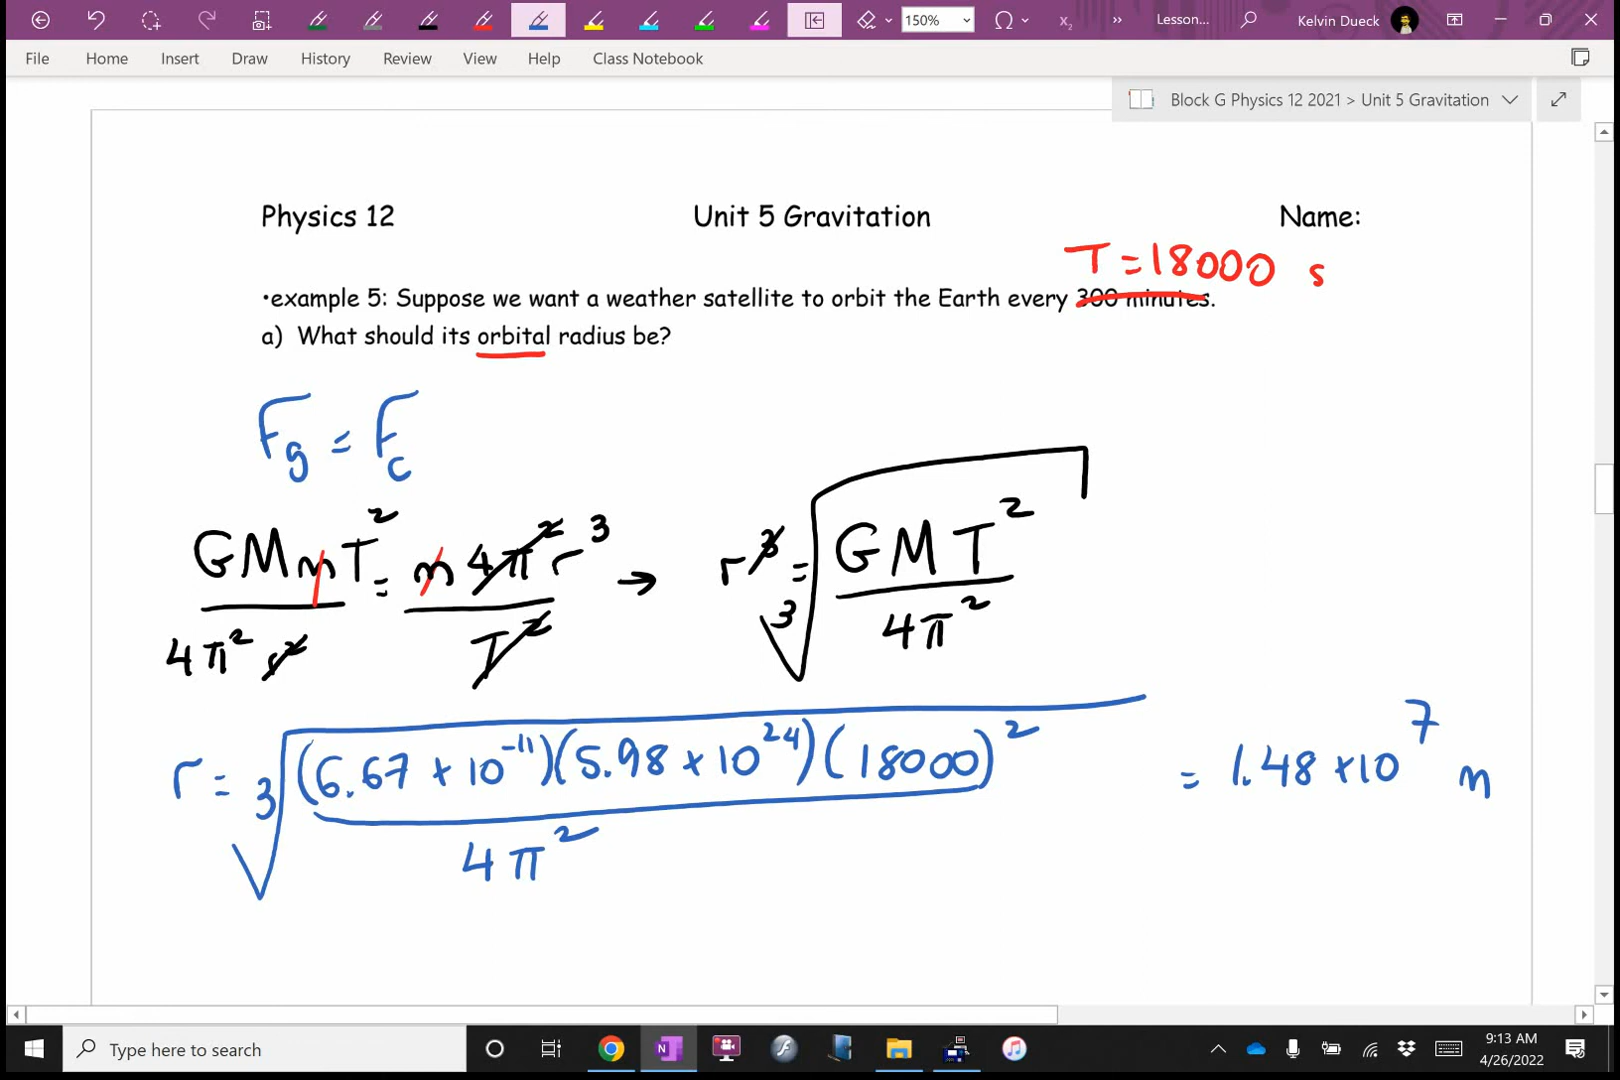 150%
Lesson...
Kelvin Dueck
File Home Insert Draw History Review View Help Class Notebook
Block G Physics 12 2021 > Unit 5 Gravitation
Physics 12 Unit 5 Gravitation Name:
T = 18000 s
•example 5: Suppose we want a weather satellite to orbit the Earth every 300 minutes.
a) What should its orbital radius be?
Fg = Fc
GMmT² / 4π² r² = m4π²r³ / T² → r³ = ³√(GMT² / 4π²)
r = ³√((6.67 × 10⁻¹¹)(5.98 × 10²⁴)(18000)² / 4π²) = 1.48 × 10⁷ m
Type here to search
9:13 AM
4/26/2022